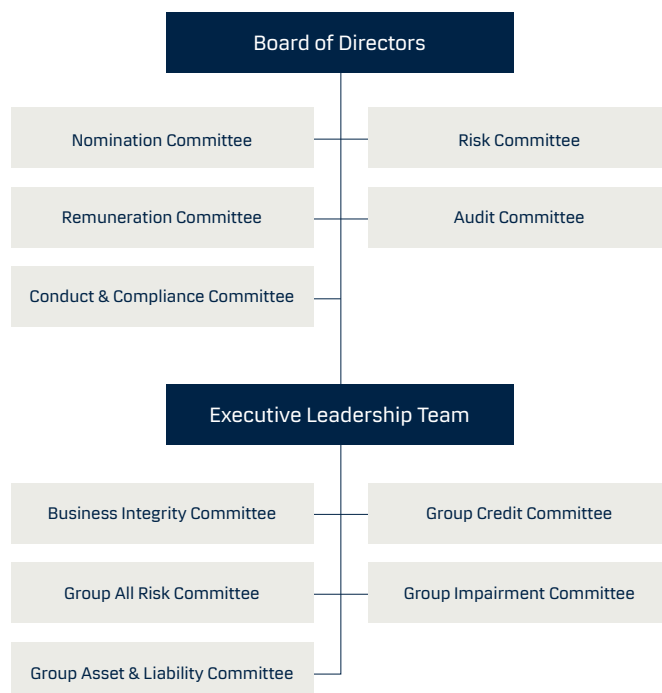 Board of Directors
Nomination Committee
Risk Committee
Remuneration Committee
Audit Committee
Conduct & Compliance Committee
Executive Leadership Team
Business Integrity Committee
Group Credit Committee
Group All Risk Committee
Group Impairment Committee
Group Asset & Liability Committee